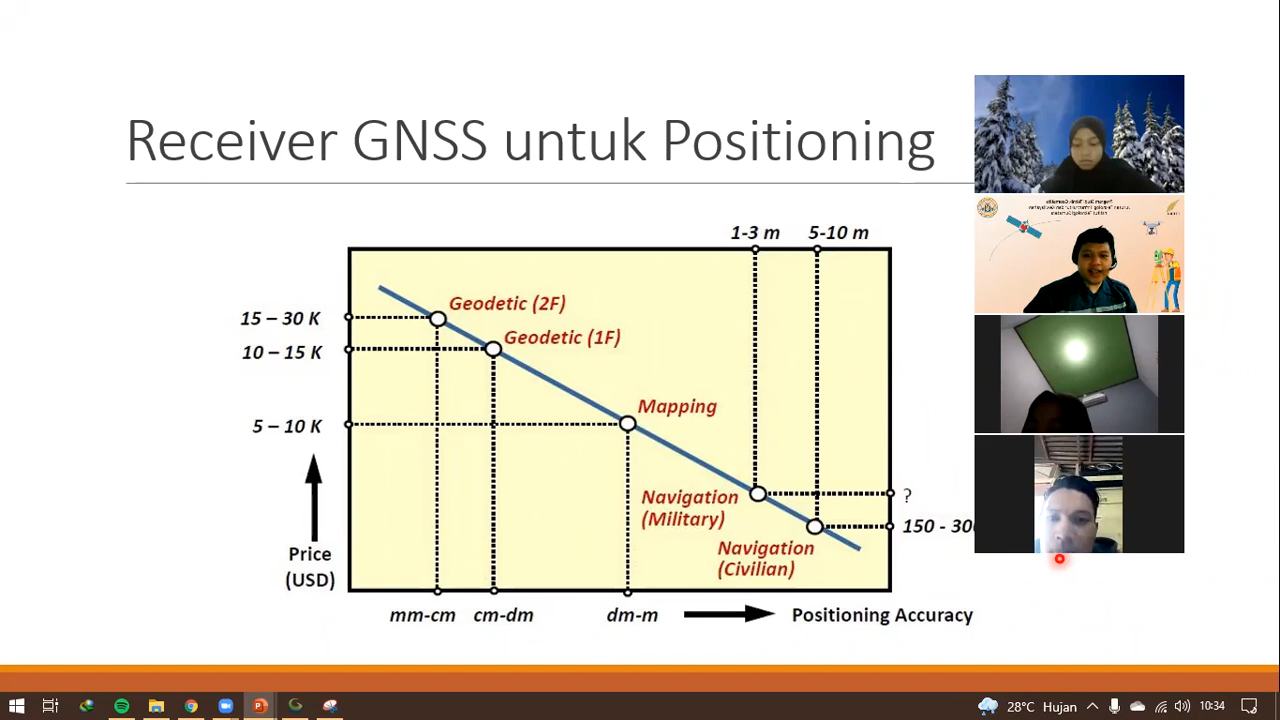 Receiver GNSS untuk Positioning
1-3 m
5-10 m
15 – 30 K
10 – 15 K
5 – 10 K
Price
(USD)
Geodetic (2F)
Geodetic (1F)
Mapping
Navigation
(Military)
Navigation
(Civilian)
?
150 - 300
mm-cm
cm-dm
dm-m
Positioning Accuracy
28°C Hujan
10:34